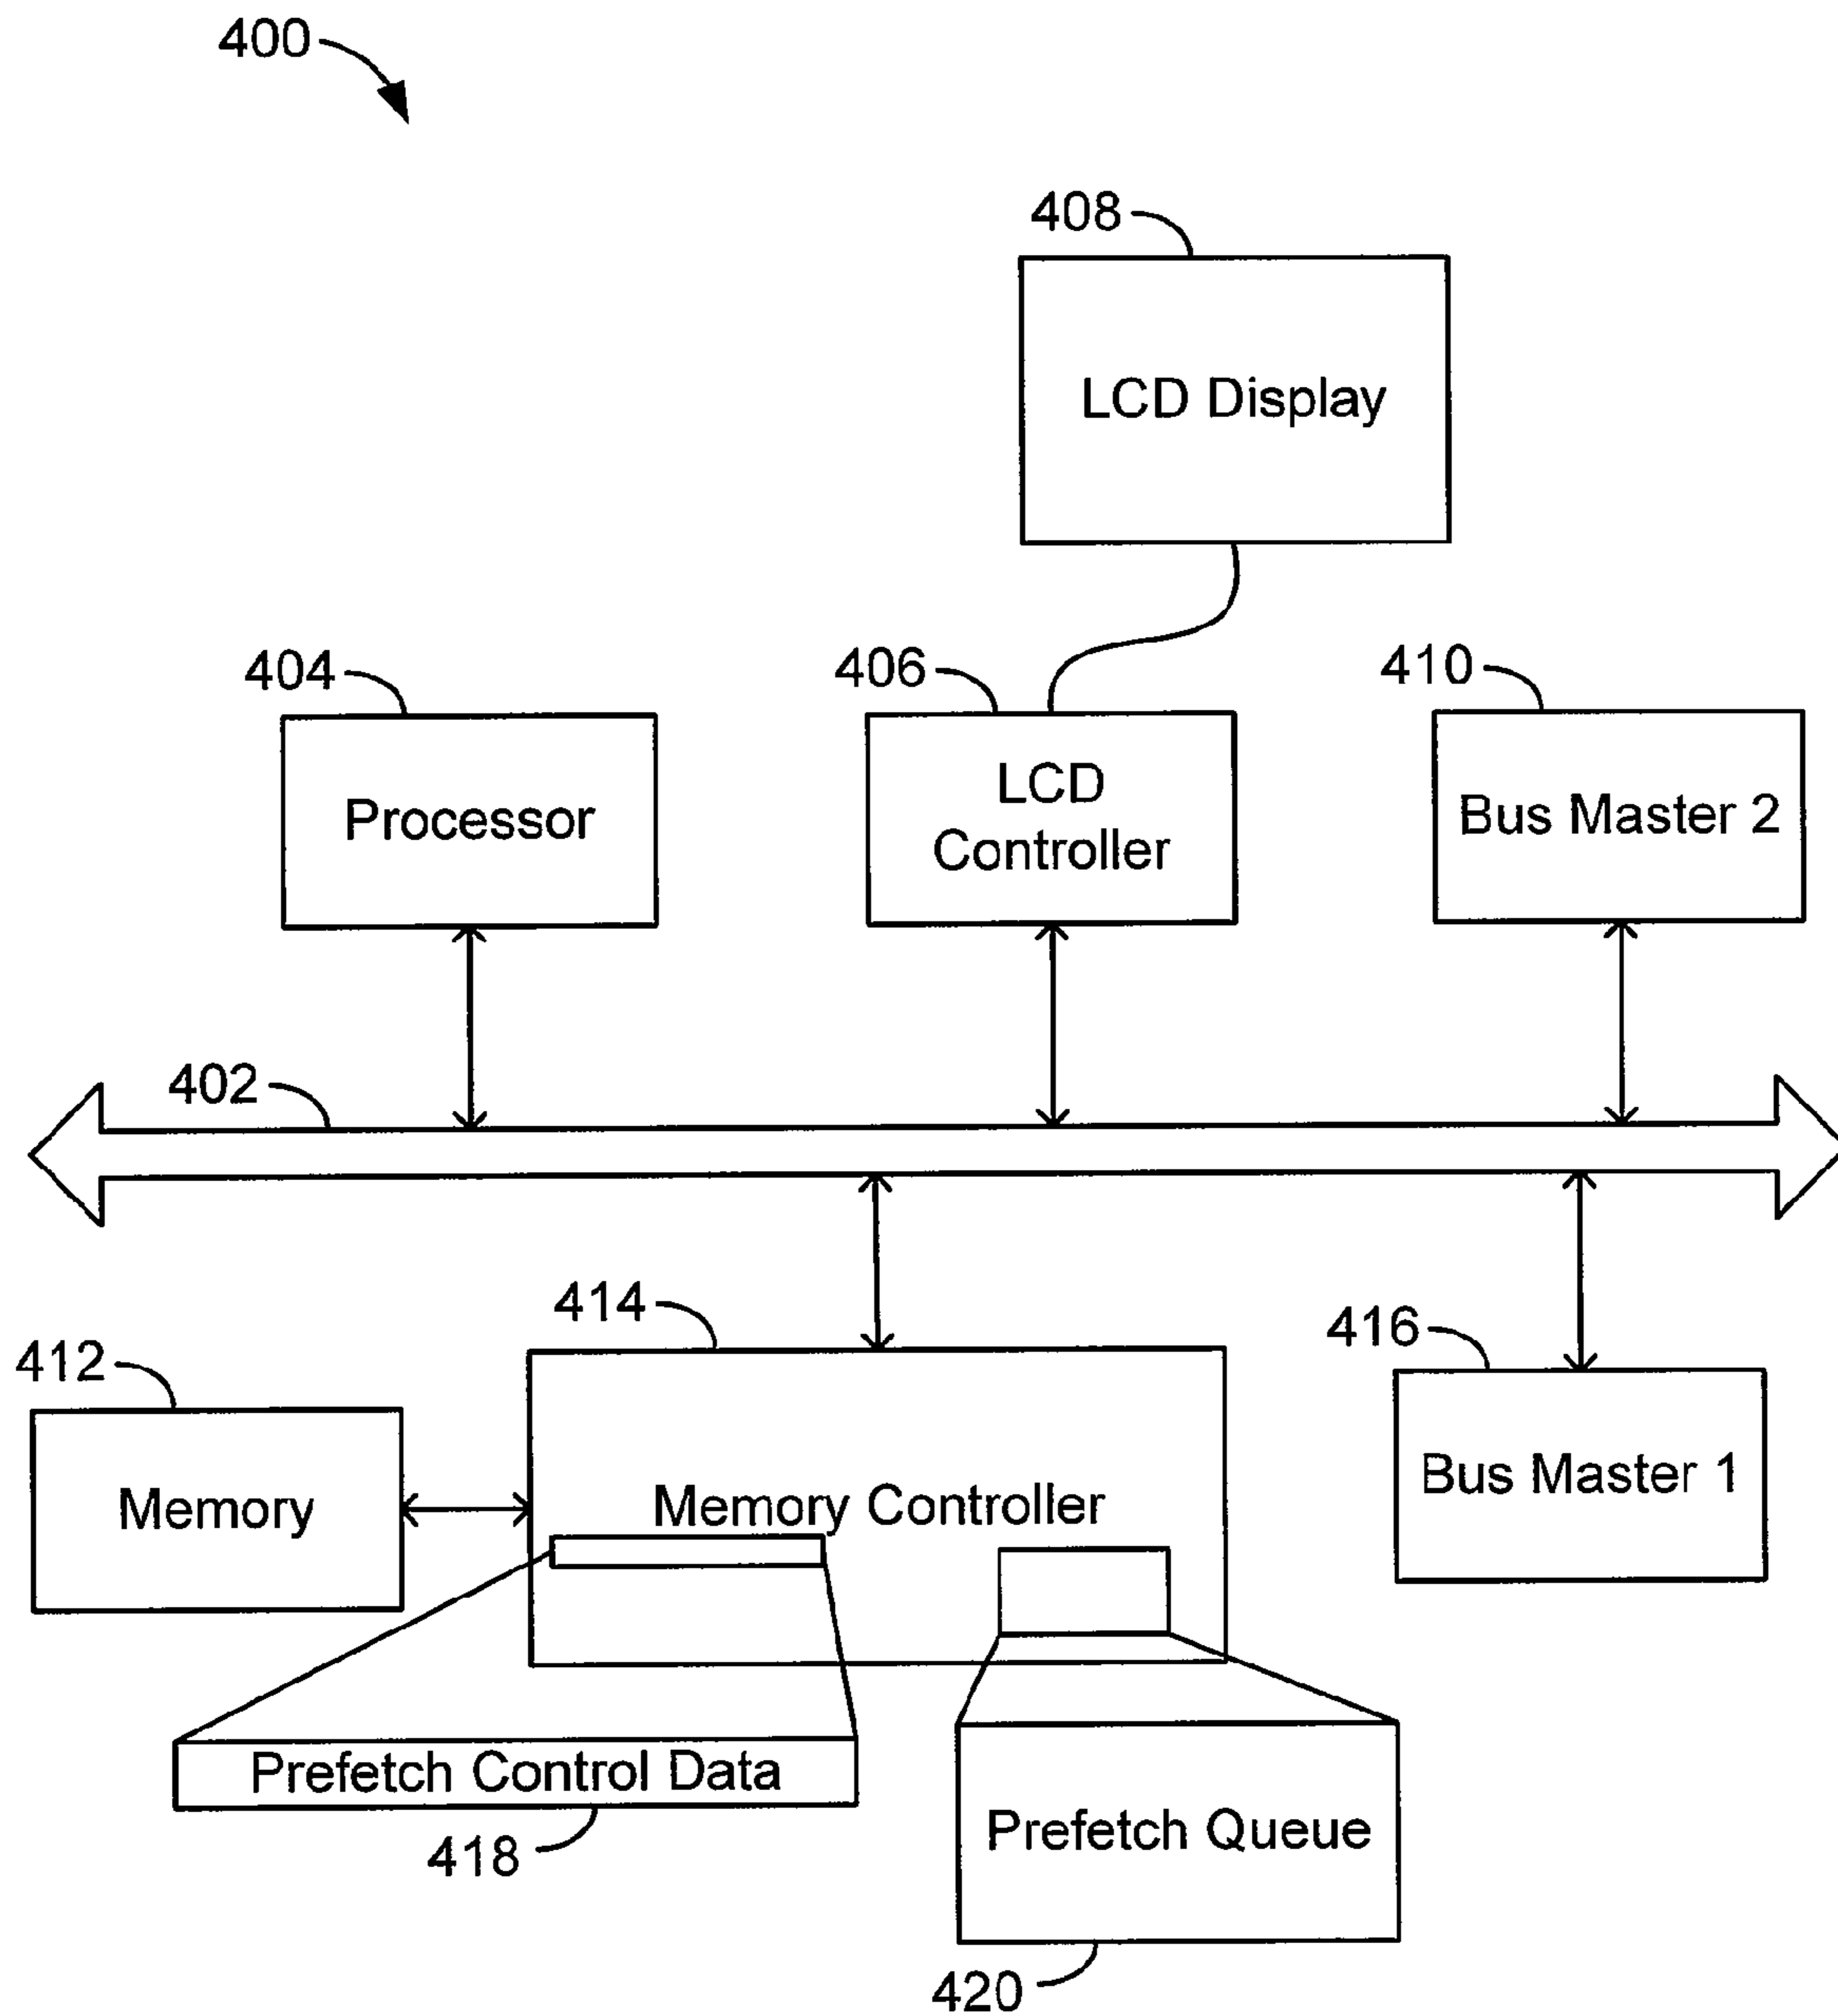 400
408
LCD Display
404
406
410
Processor
LCD
Controller
Bus Master 2
402
414
416
412
Memory
Memory Controller
Bus Master 1
Prefetch Control Data
418
Prefetch Queue
420